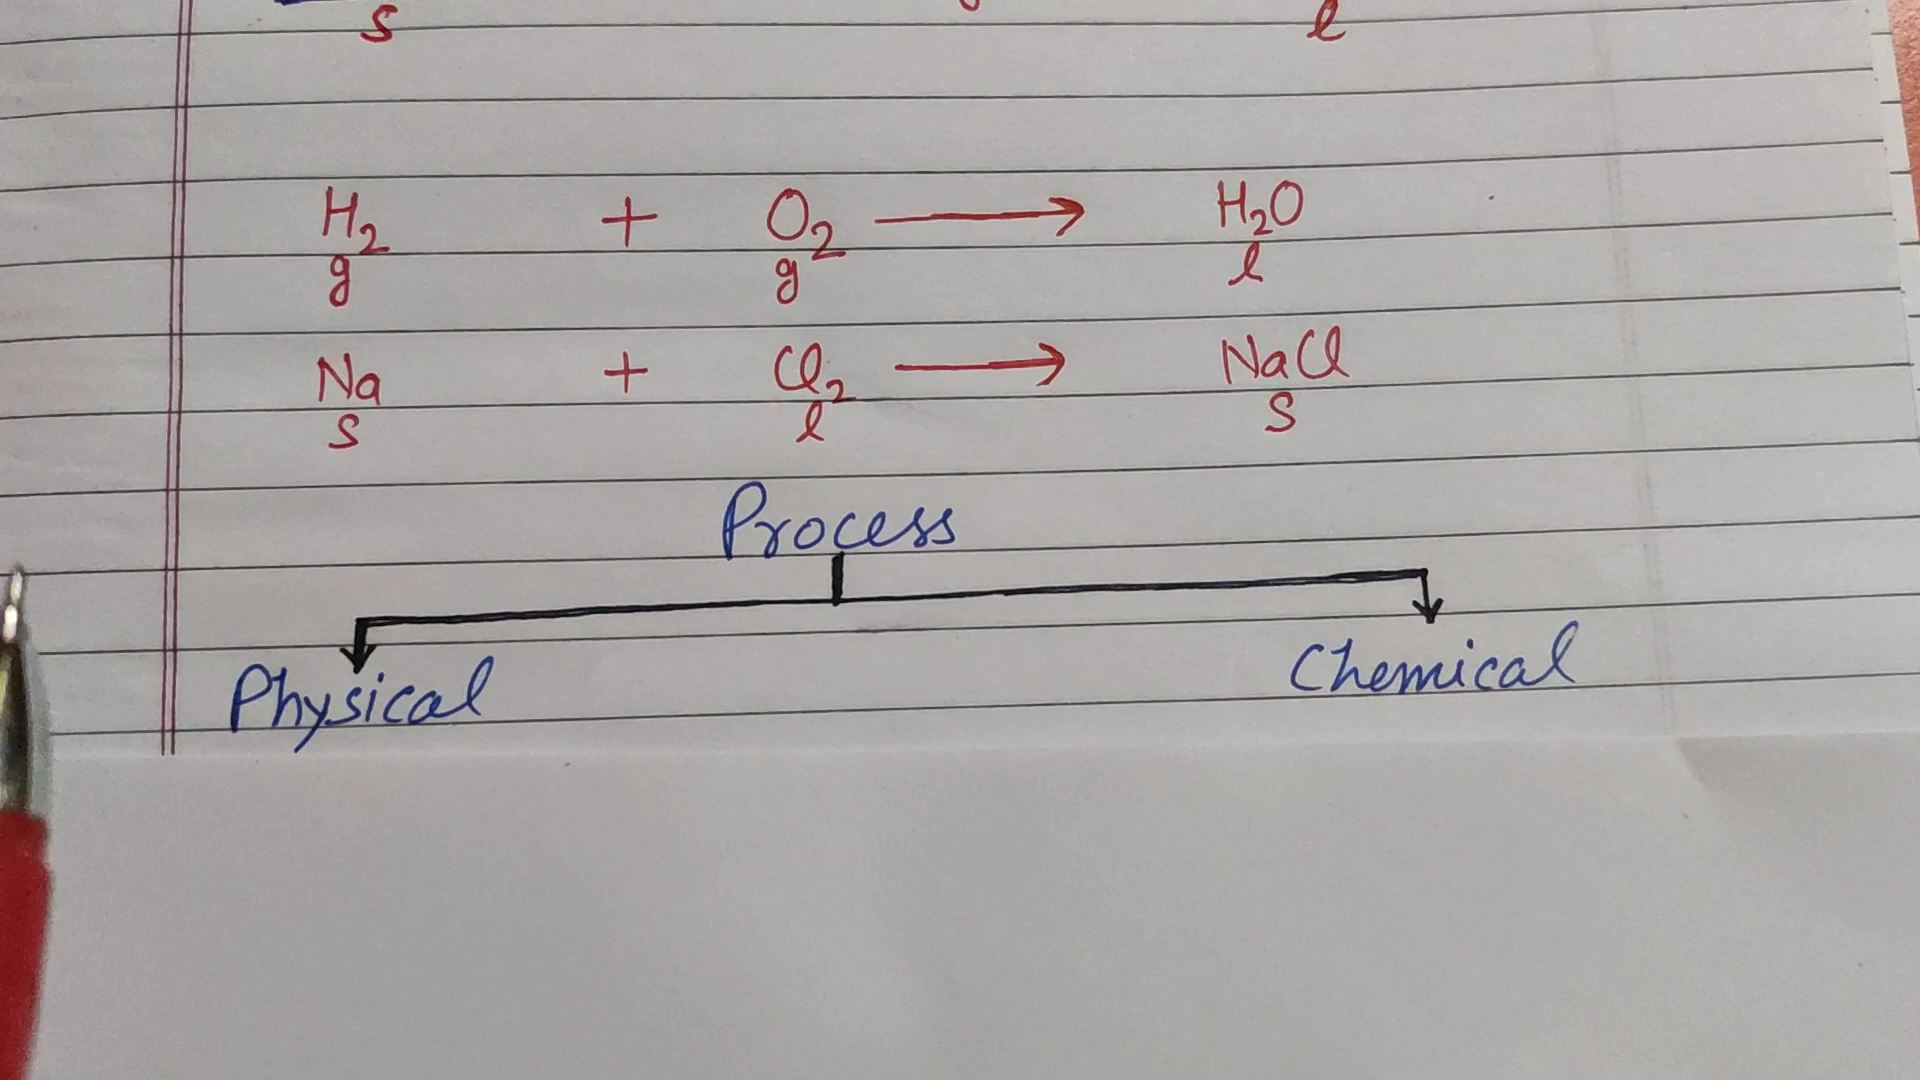 s l
H₂ + O₂ → H₂O
g g l
Na + Cl₂ → NaCl
s l s
Process
Physical Chemical